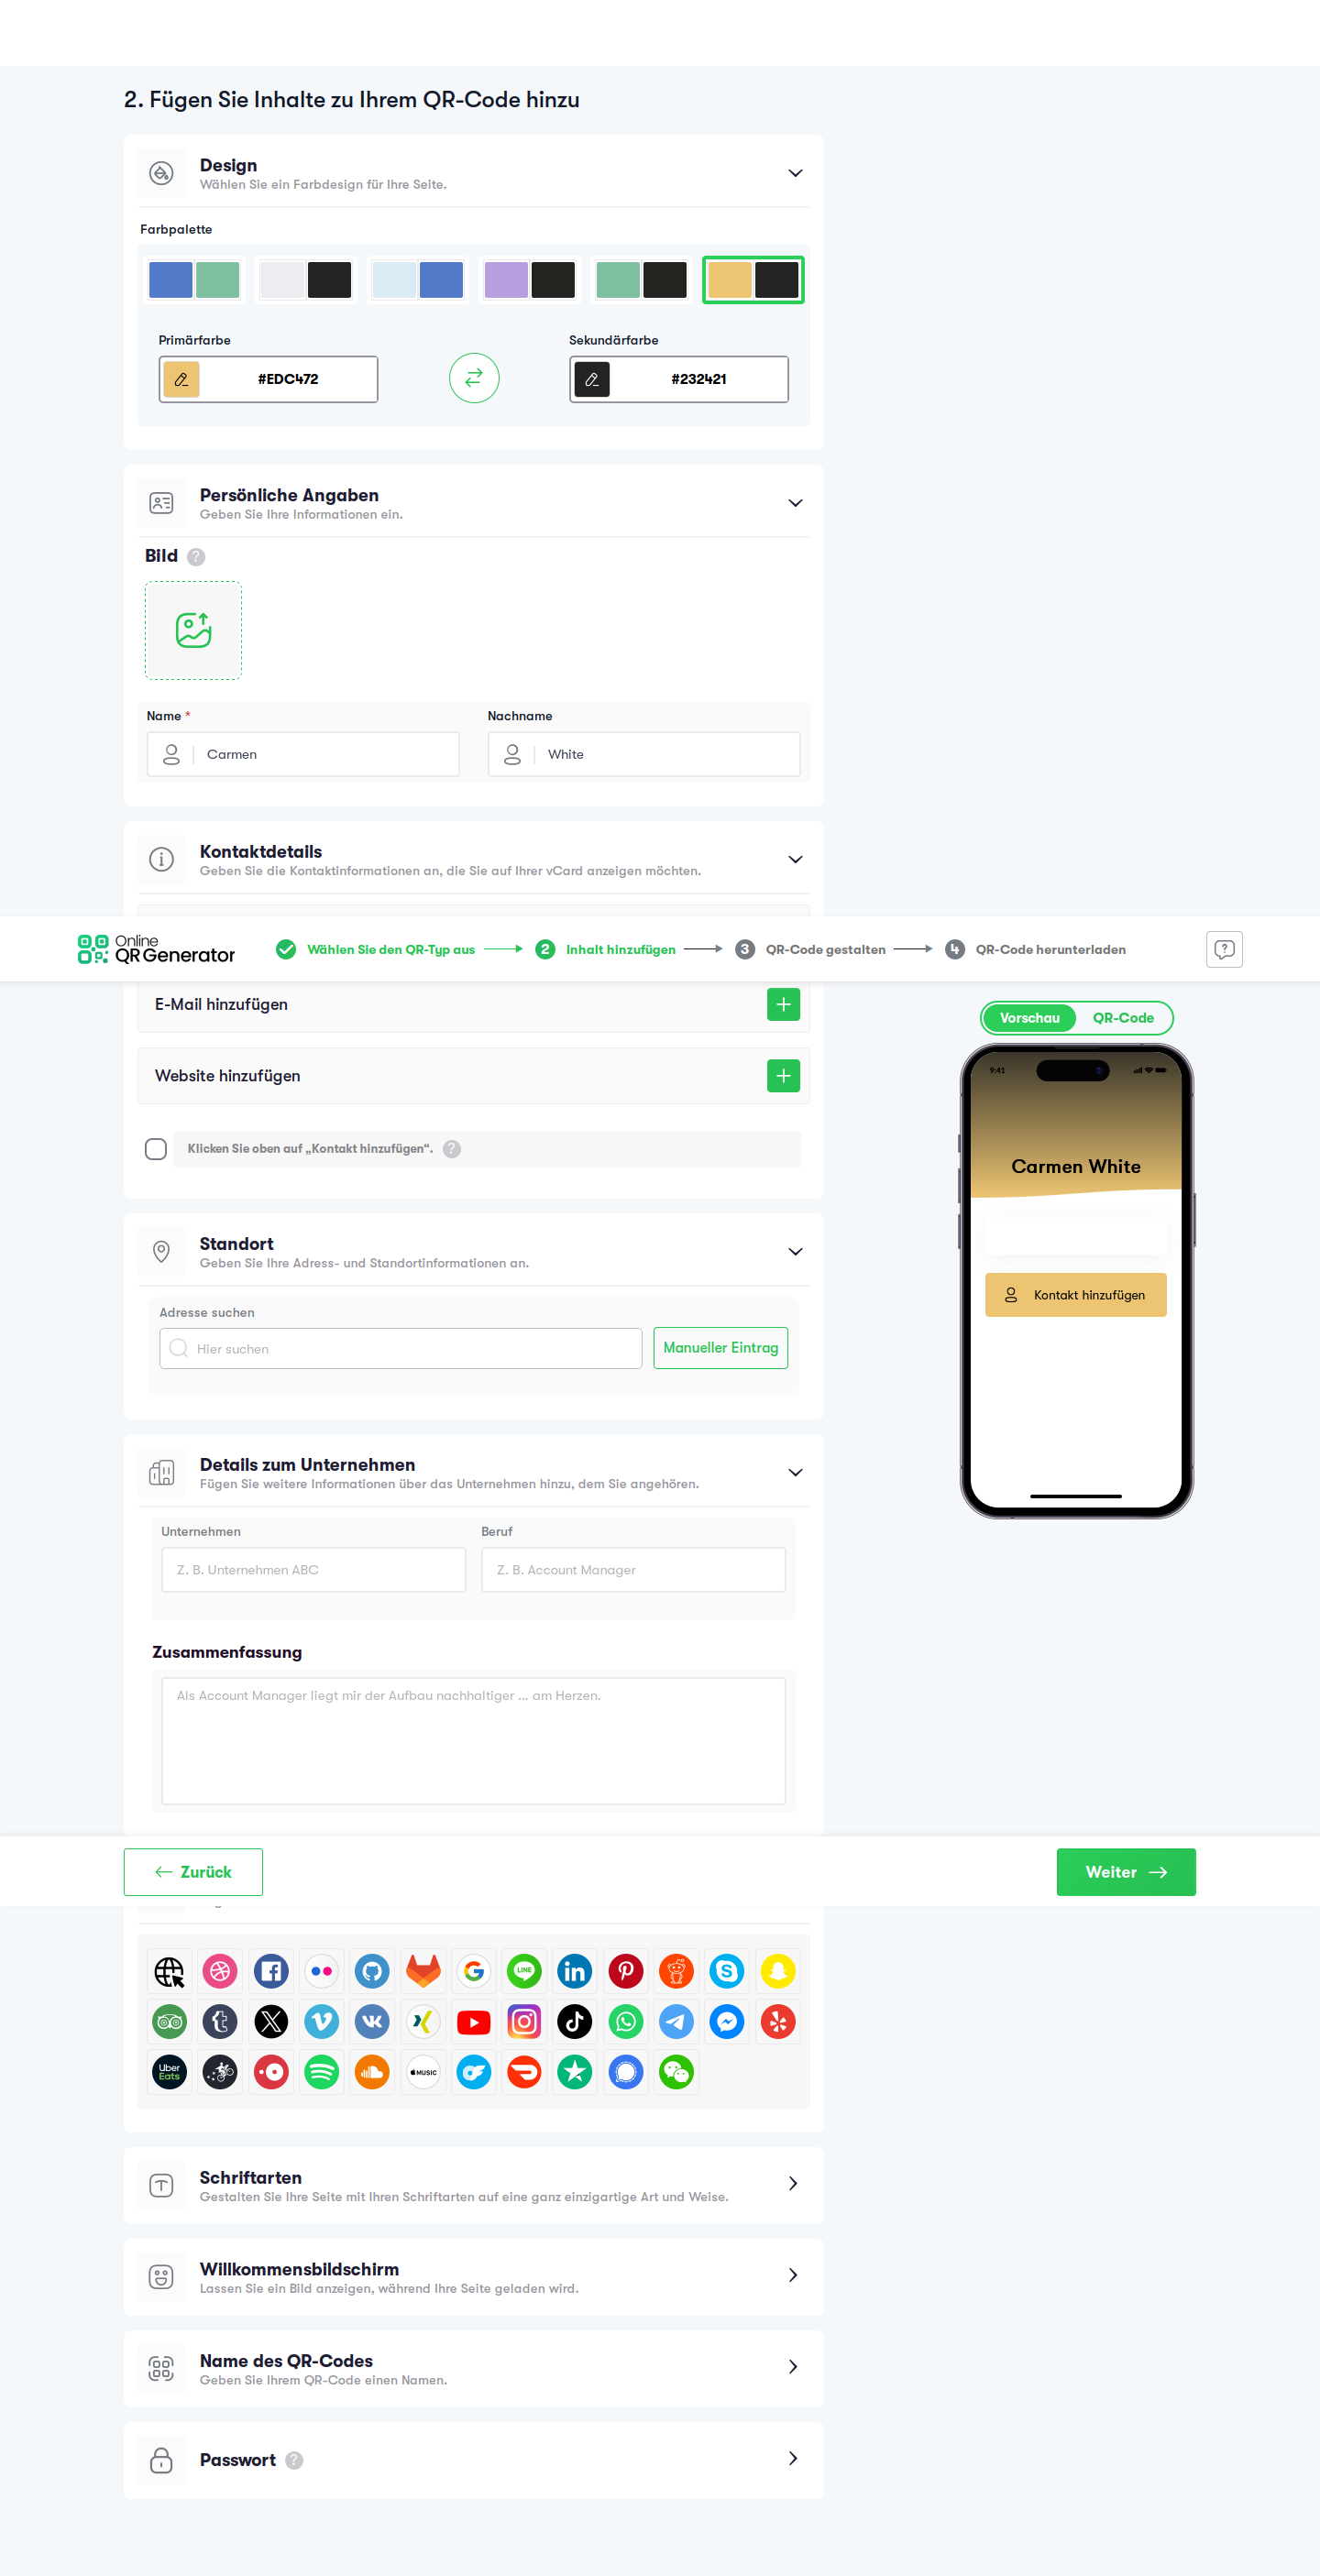 2. Fügen Sie Inhalte zu Ihrem QR-Code hinzu
Design
Wählen Sie ein Farbdesign für Ihre Seite.
Farbpalette
Primärfarbe
Sekundärfarbe
#EDC472
#232421
Persönliche Angaben
Geben Sie Ihre Informationen ein.
Bild ?
Name *
Nachname
Carmen
White
Kontaktdetails
Geben Sie die Kontaktinformationen an, die Sie auf Ihrer vCard anzeigen möchten.
Online
QR Generator
Wählen Sie den QR-Typ aus
2 Inhalt hinzufügen
3 QR-Code gestalten
4 QR-Code herunterladen
E-Mail hinzufügen
Vorschau
QR-Code
9:41
Website hinzufügen
Klicken Sie oben auf „Kontakt hinzufügen“. ?
Carmen White
Kontakt hinzufügen
Standort
Geben Sie Ihre Adress- und Standortinformationen an.
Adresse suchen
Hier suchen
Manueller Eintrag
Details zum Unternehmen
Fügen Sie weitere Informationen über das Unternehmen hinzu, dem Sie angehören.
Unternehmen
Beruf
Z. B. Unternehmen ABC
Z. B. Account Manager
Zusammenfassung
Als Account Manager liegt mir der Aufbau nachhaltiger ... am Herzen.
Zurück
Weiter
LINE
Uber
Eats
MUSIC
Schriftarten
Gestalten Sie Ihre Seite mit Ihren Schriftarten auf eine ganz einzigartige Art und Weise.
Willkommensbildschirm
Lassen Sie ein Bild anzeigen, während Ihre Seite geladen wird.
Name des QR-Codes
Geben Sie Ihrem QR-Code einen Namen.
Passwort ?